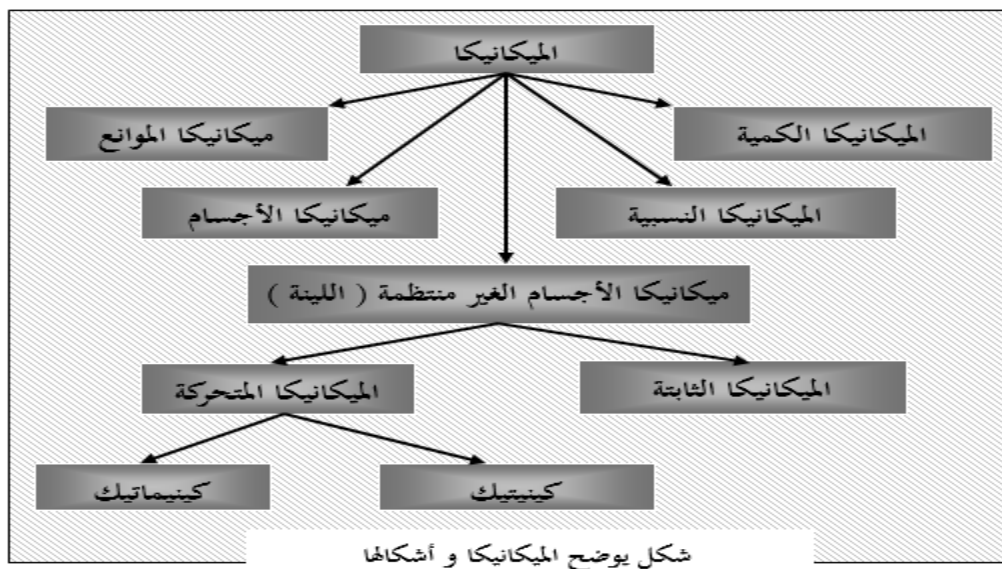 الميكانيكا
الميكانيكا الكمية
ميكانيكا الموانع
الميكانيكا النسبية
ميكانيكا الأجسام
ميكانيكا الأجسام الغير منتظمة ( اللينة )
الميكانيكا الثابتة
الميكانيكا المتحركة
كينيتيك
كينيماتيك
شكل يوضح الميكانيكا و أشكالها